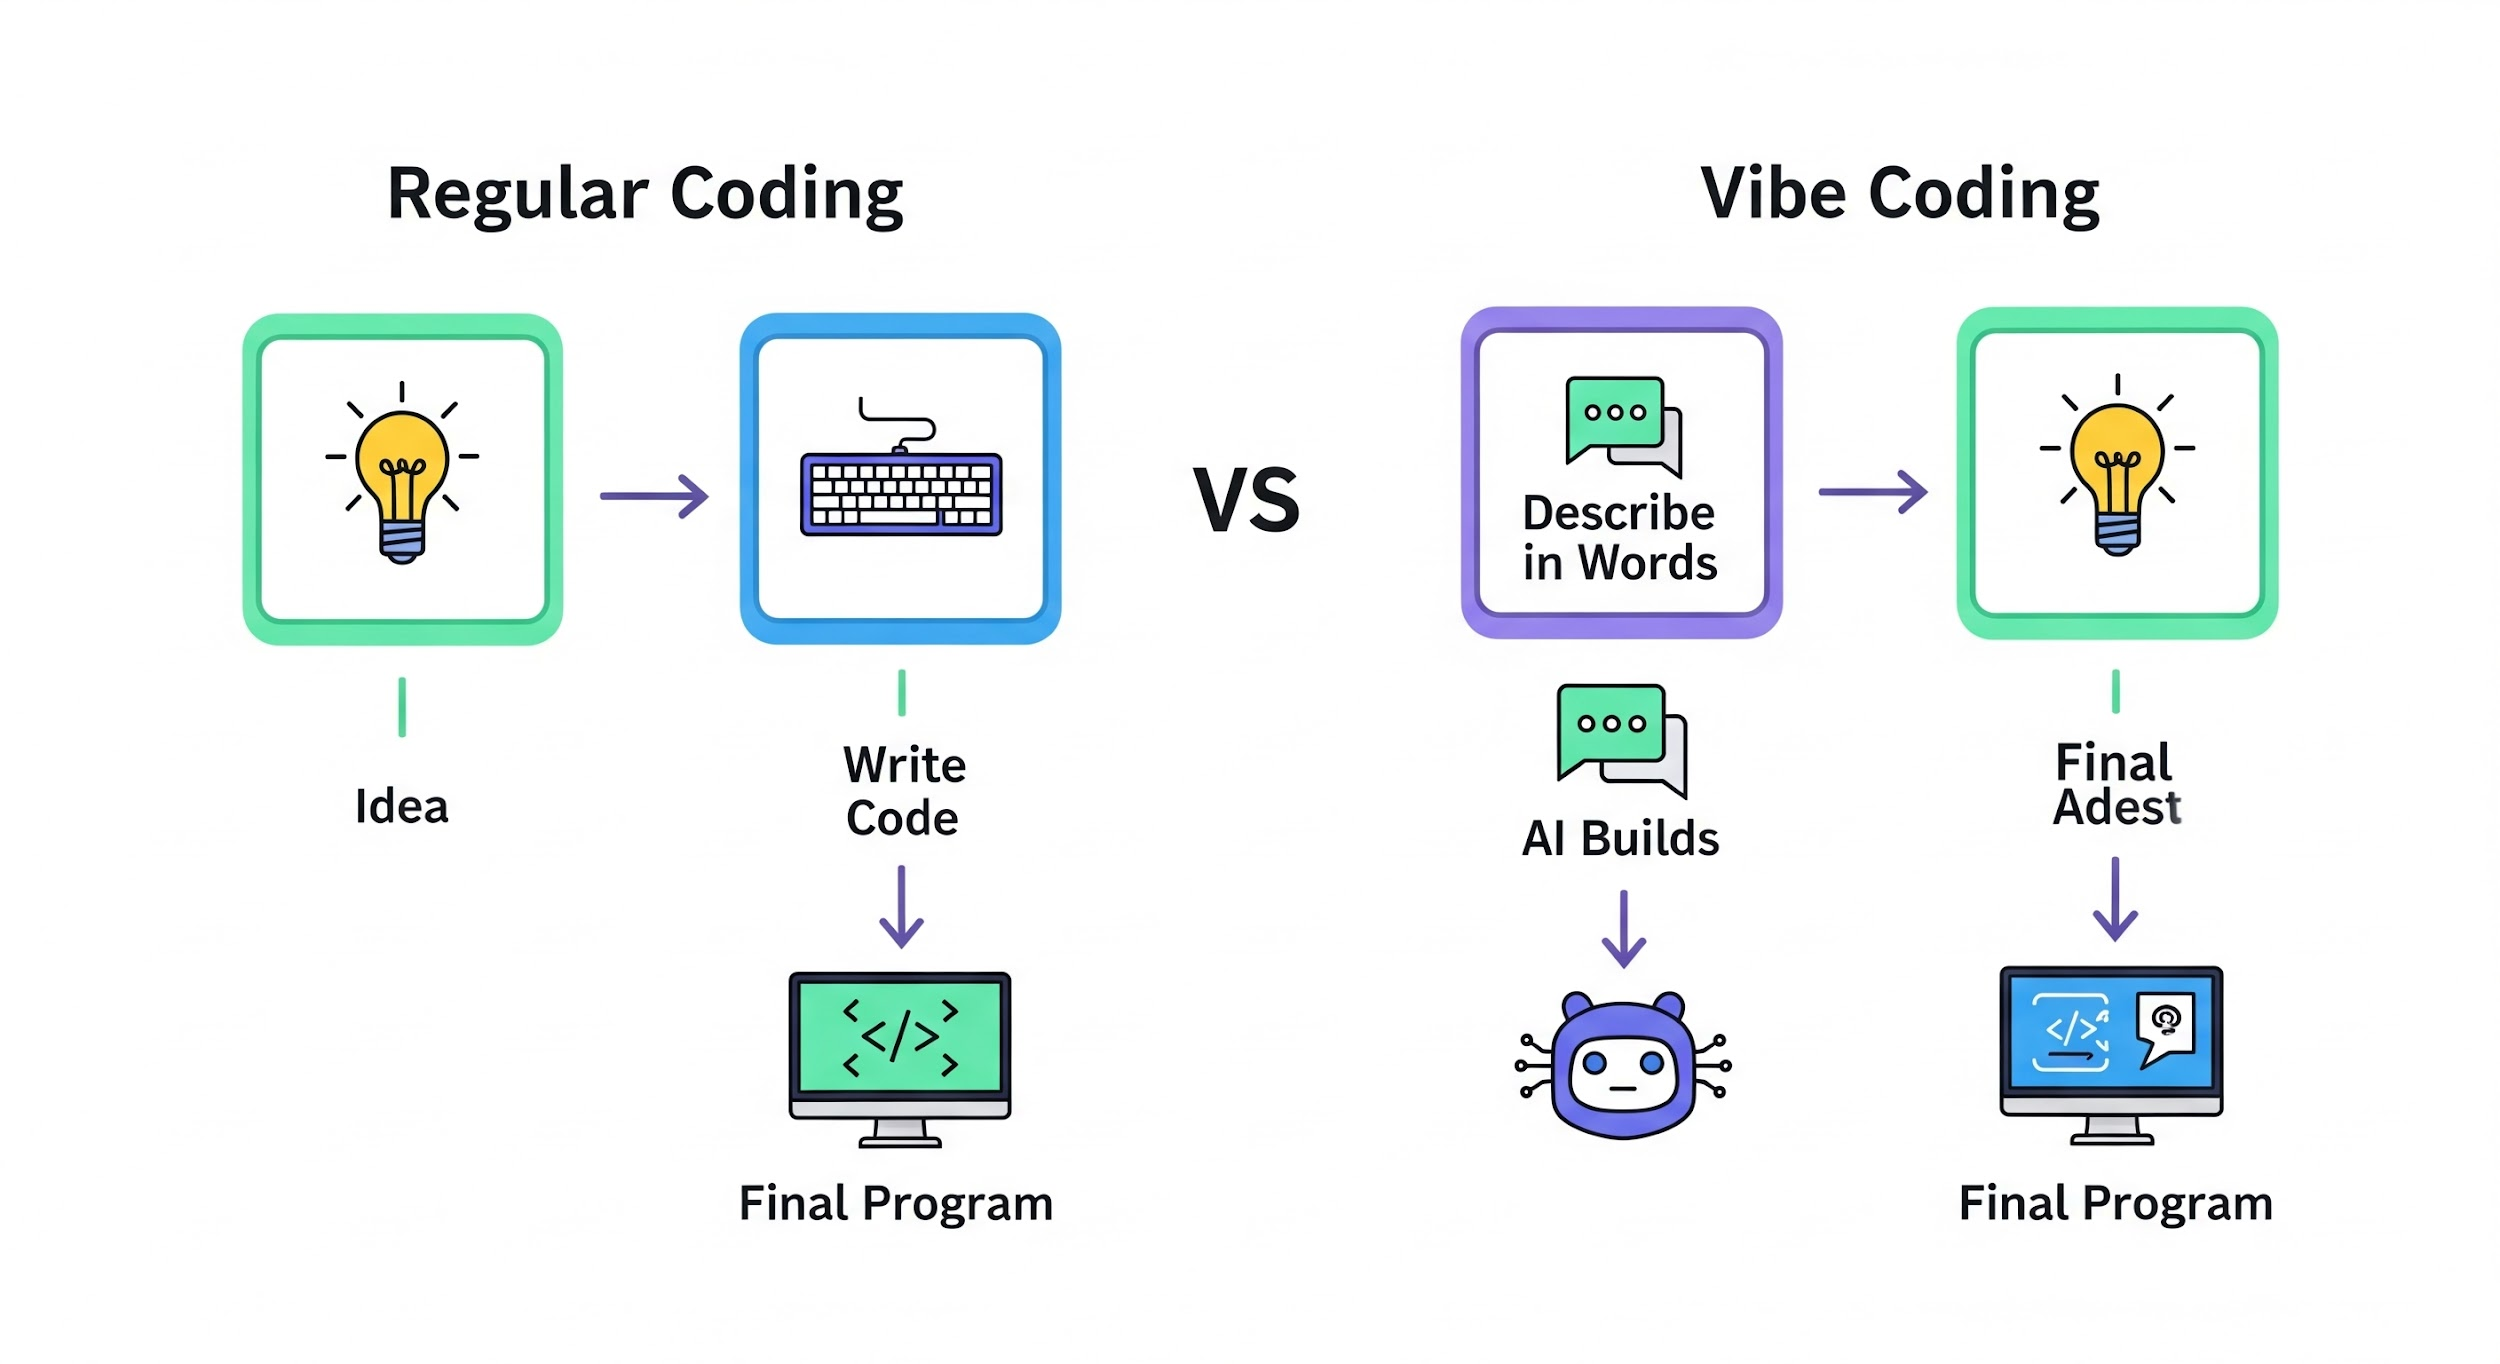 Regular Coding
Vibe Coding
VS
Describe
in Words
Idea
Write
Code
AI Builds
Final
Adest
</>
</>
Final Program
Final Program